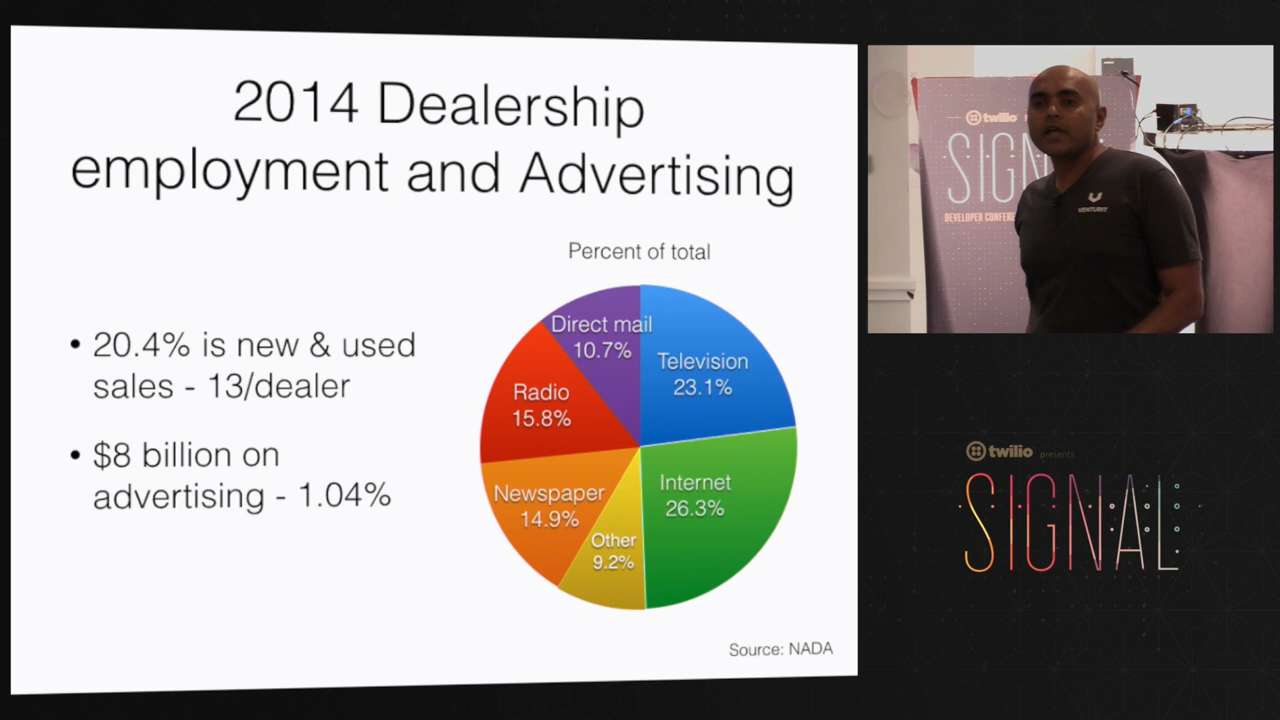 2014 Dealership
employment and Advertising
• 20.4% is new & used
sales - 13/dealer
• $8 billion on
advertising - 1.04%
Percent of total
Direct mail
10.7%
Television
23.1%
Radio
15.8%
Internet
26.3%
Newspaper
14.9%
Other
9.2%
Source: NADA
twilio
SIGN
DEVELOPER CONFERE
VENTURIT
twilio presents
SIGNAL